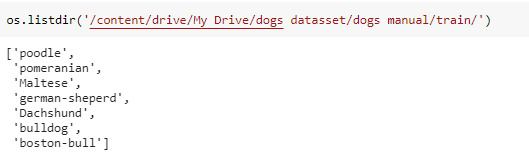 os.listdir('/content/drive/My Drive/dogs datasset/dogs manual/train/')
['poodle',
'pomeranian',
'Maltese',
'german-sheperd',
'Dachshund',
'bulldog',
'boston-bull']